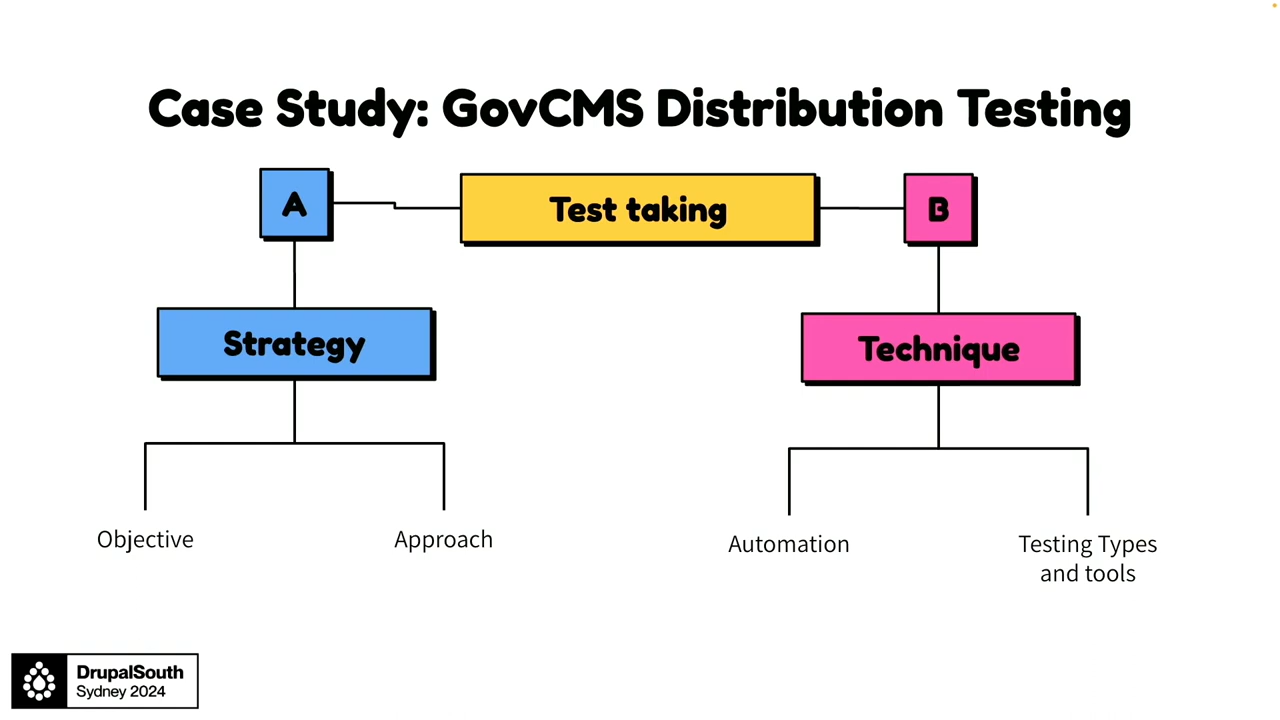 Case Study: GovCMS Distribution Testing
A
Test taking
B
Strategy
Technique
Objective
Approach
Automation
Testing Types
and tools
DrupalSouth
Sydney 2024